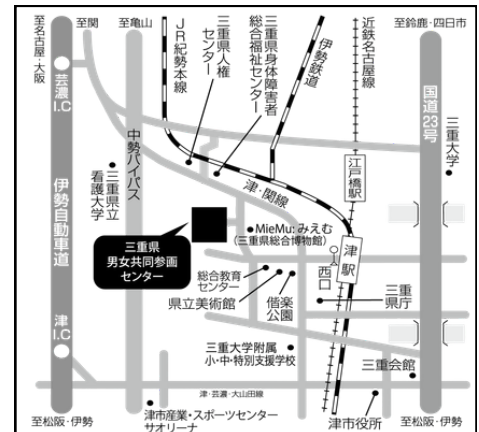 至名古屋・大阪
至関
至亀山
JR紀勢本線
三重県人権
センター
三重県身体障害者
総合福祉センター
伊勢鉄道
近鉄名古屋線
至鈴鹿・四日市
芸濃
I.C
中勢バイパス
国道23号
三重大学
江戸橋駅
三重県立
看護大学
津・関線
伊勢自動車道
MieMu:みえむ
(三重県総合博物館)
三重県
男女共同参画
センター
津駅
西口
総合教育
センター
県立美術館
偕楽
公園
三重
県庁
津
I.C
三重大学附属
小・中・特別支援学校
三重会館
津・芸濃・大山田線
至松阪・伊勢
津市産業・スポーツセンター
サオリーナ
津市役所
至松阪・伊勢